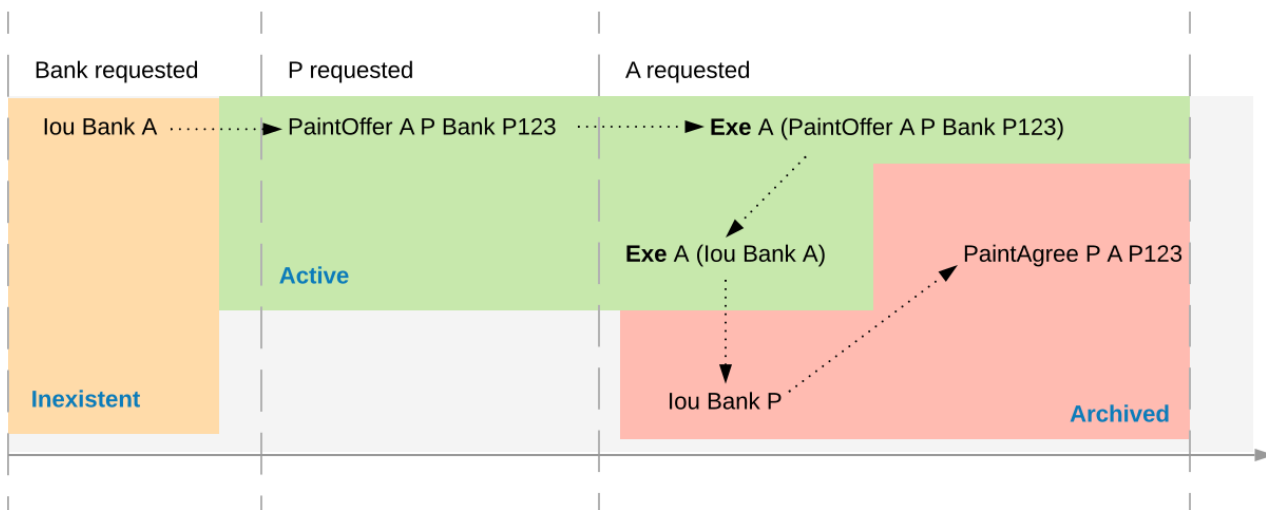 Bank requested
P requested
A requested
Iou Bank A
PaintOffer A P Bank P123
Exe A (PaintOffer A P Bank P123)
Exe A (Iou Bank A)
PaintAgree P A P123
Active
Inexistent
Iou Bank P
Archived